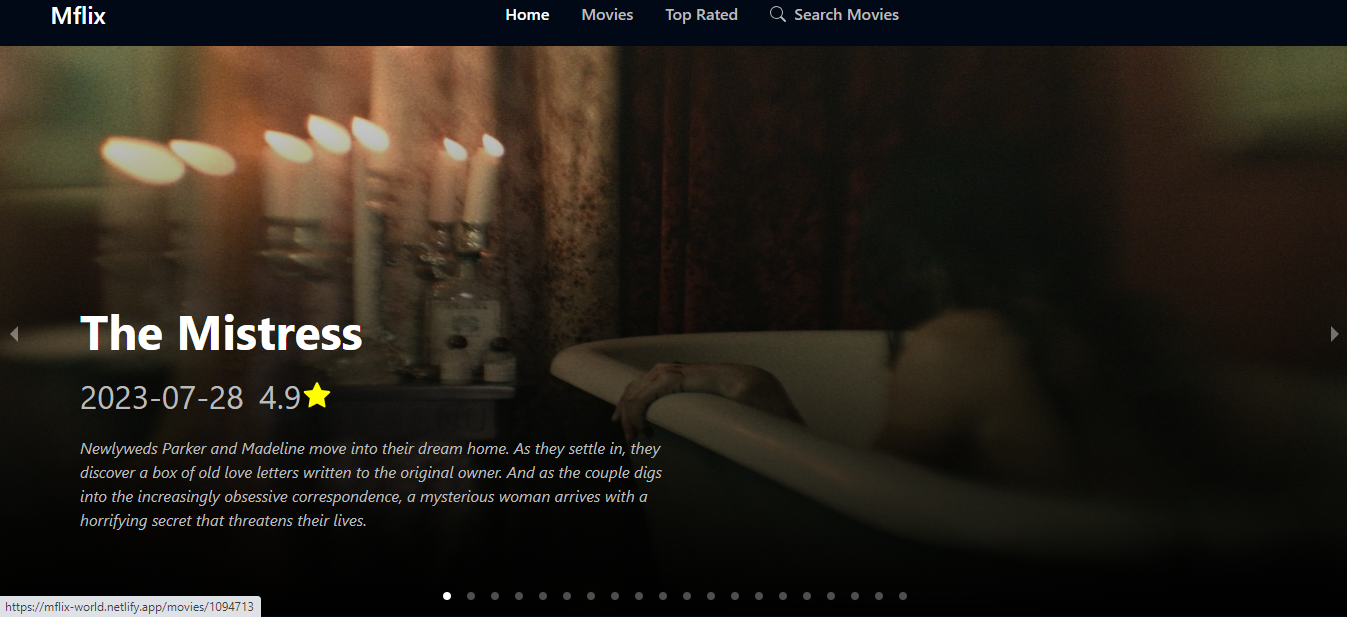 Mflix
Home Movies Top Rated Search Movies
The Mistress
2023-07-28 4.9
Newlyweds Parker and Madeline move into their dream home. As they settle in, they
discover a box of old love letters written to the original owner. And as the couple digs
into the increasingly obsessive correspondence, a mysterious woman arrives with a
horrifying secret that threatens their lives.
https://mflix-world.netlify.app/movies/1094713